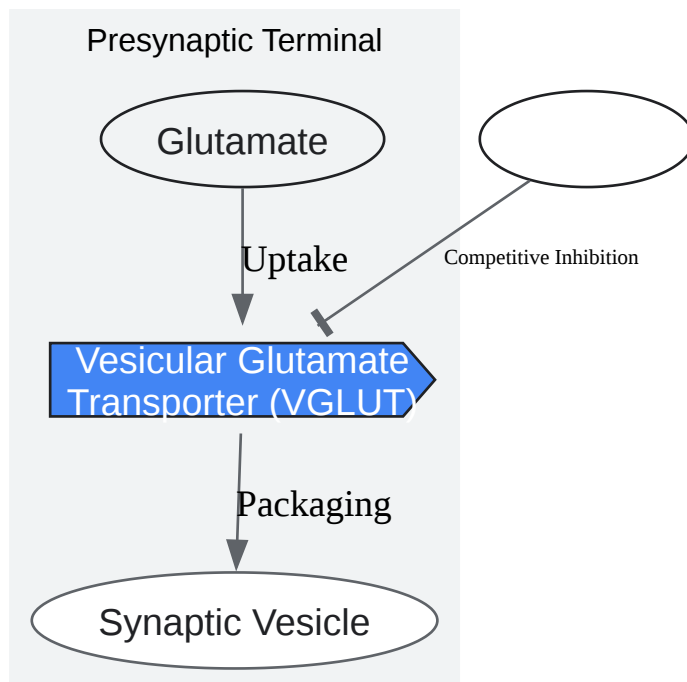 Presynaptic Terminal
Glutamate
Uptake
Competitive Inhibition
Vesicular Glutamate
Transporter (VGLUT)
Packaging
Synaptic Vesicle